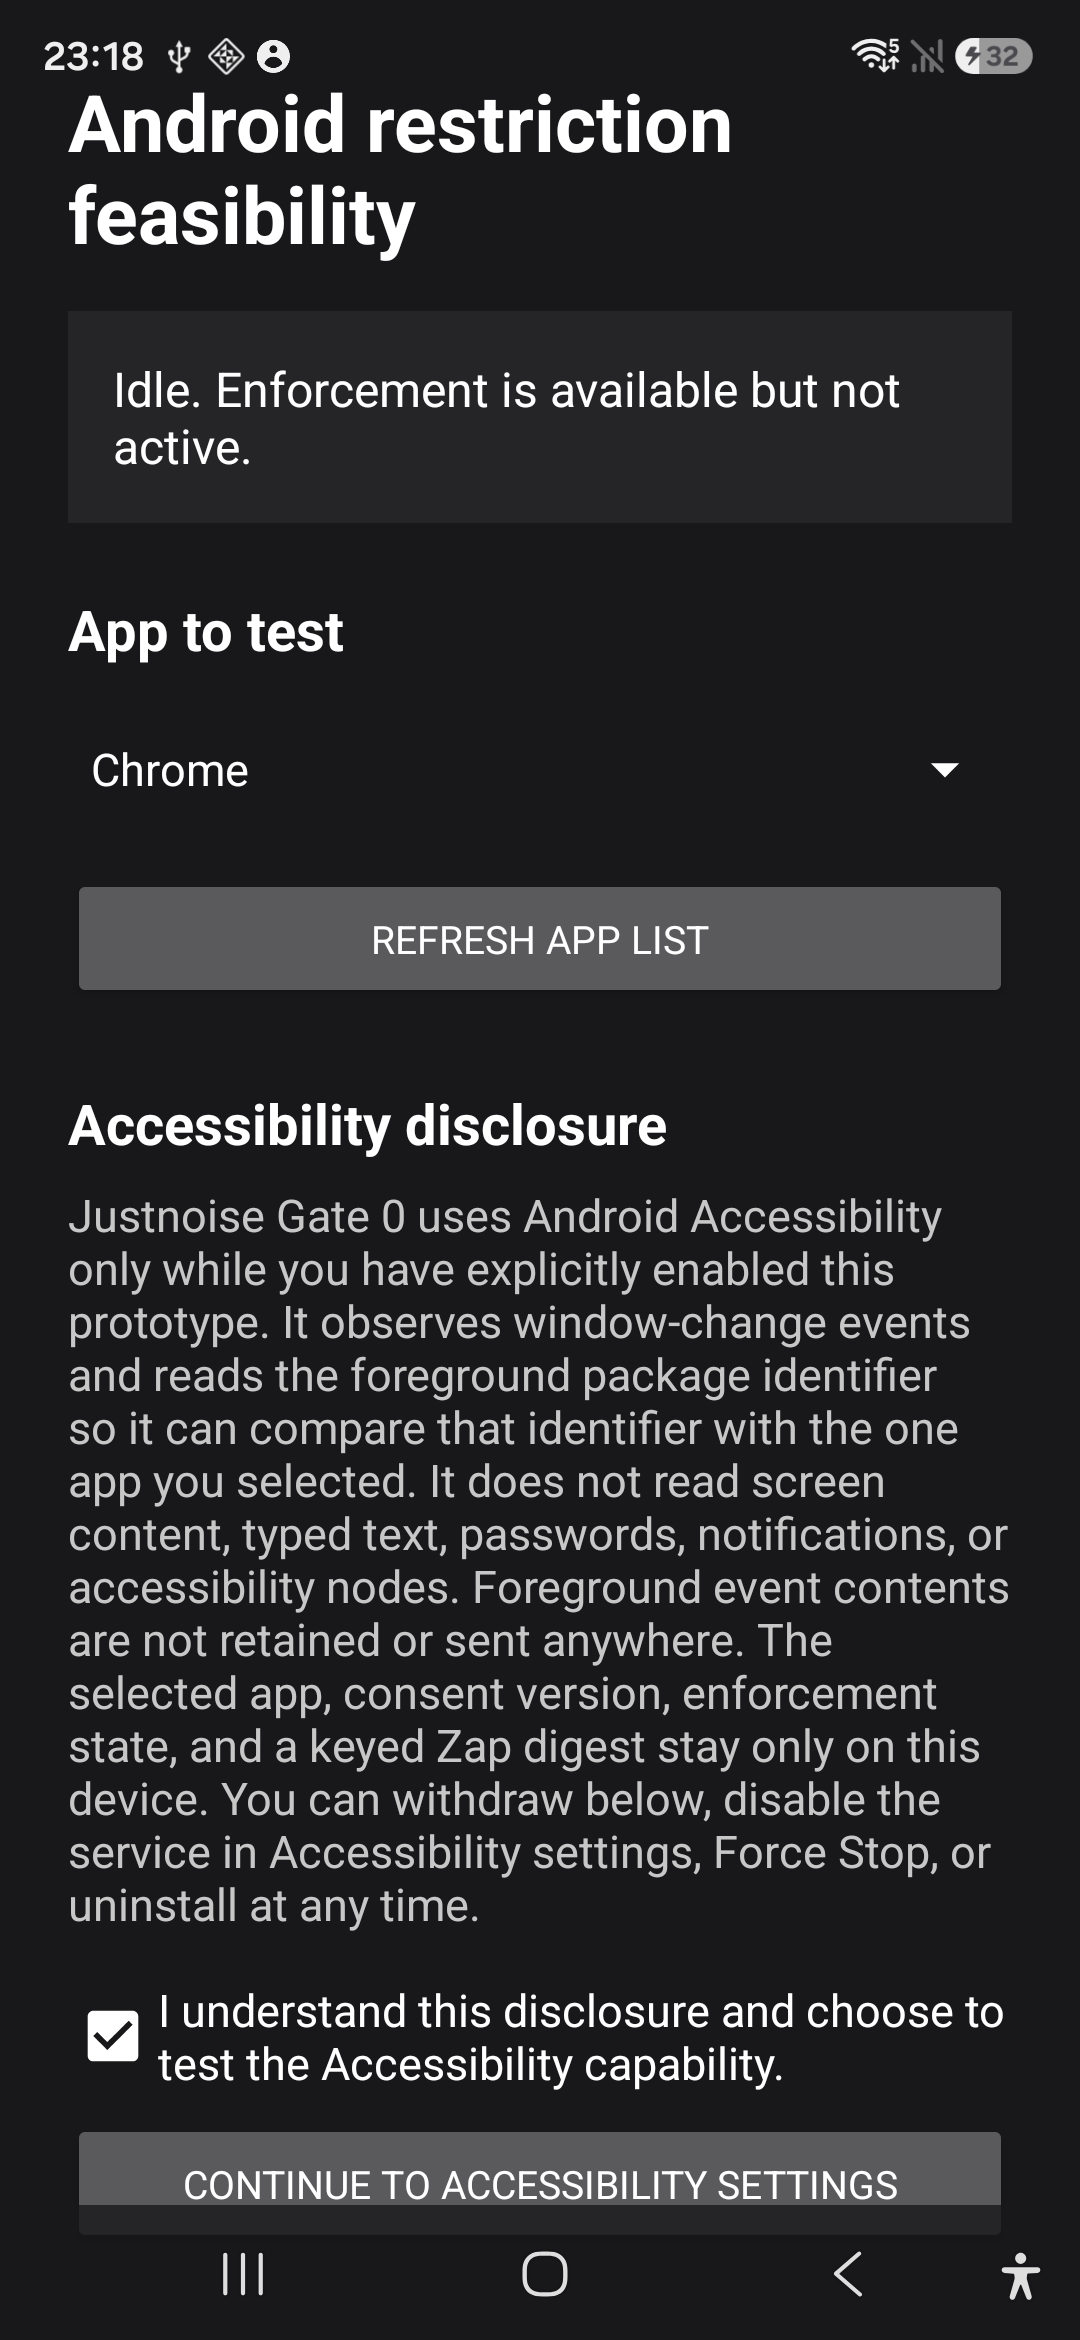 23:18
5
32
Android restriction
feasibility
Idle. Enforcement is available but not
active.
App to test
Chrome
REFRESH APP LIST
Accessibility disclosure
Justnoise Gate 0 uses Android Accessibility
only while you have explicitly enabled this
prototype. It observes window-change events
and reads the foreground package identifier
so it can compare that identifier with the one
app you selected. It does not read screen
content, typed text, passwords, notifications, or
accessibility nodes. Foreground event contents
are not retained or sent anywhere. The
selected app, consent version, enforcement
state, and a keyed Zap digest stay only on this
device. You can withdraw below, disable the
service in Accessibility settings, Force Stop, or
uninstall at any time.
I understand this disclosure and choose to
test the Accessibility capability.
CONTINUE TO ACCESSIBILITY SETTINGS